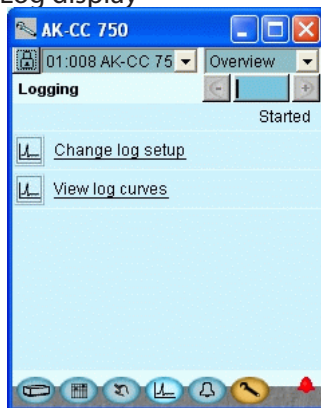 Log display
AK-CC 750
01:008 AK-CC 75 Overview
Logging
Started
Change log setup
View log curves